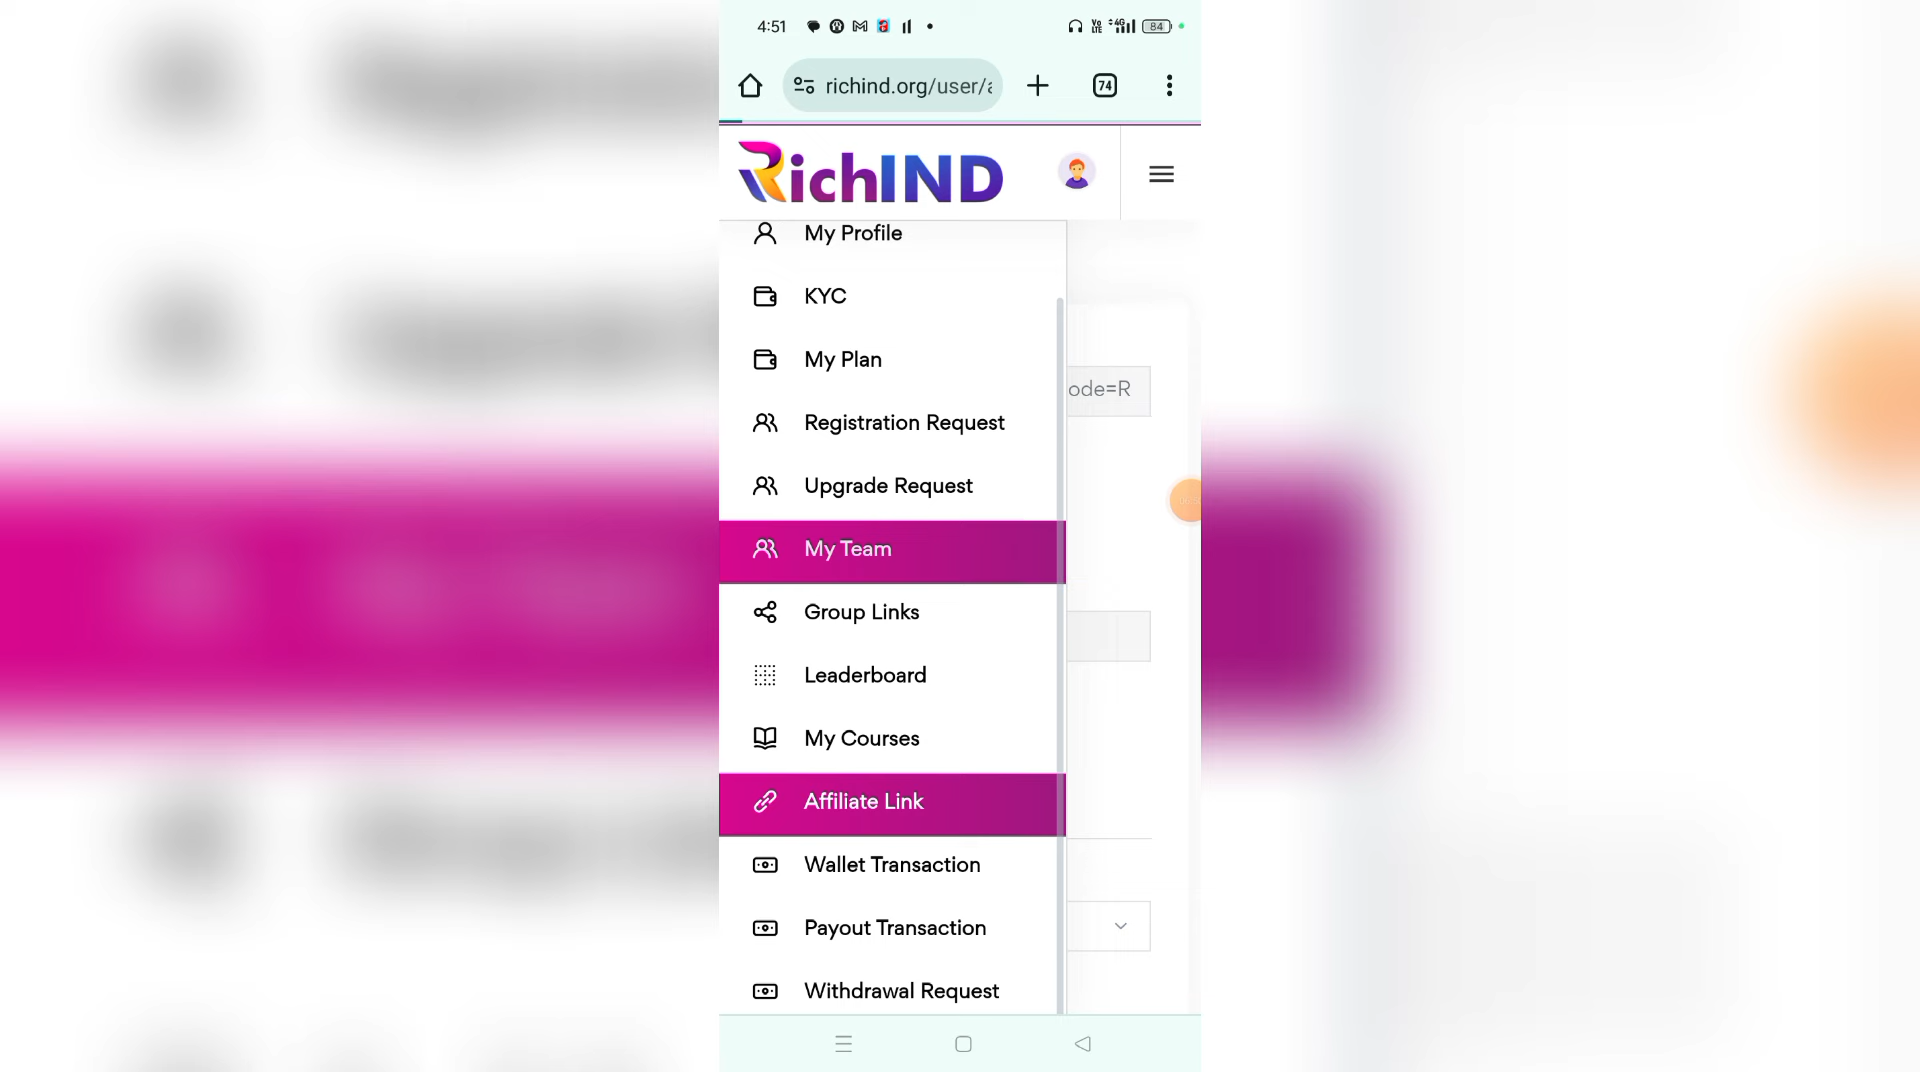 4:51
84
richind.org/user/a
74
RichIND
My Profile
KYC
My Plan
ode=R
Registration Request
Upgrade Request
My Team
Group Links
Leaderboard
My Courses
Affiliate Link
Wallet Transaction
Payout Transaction
Withdrawal Request